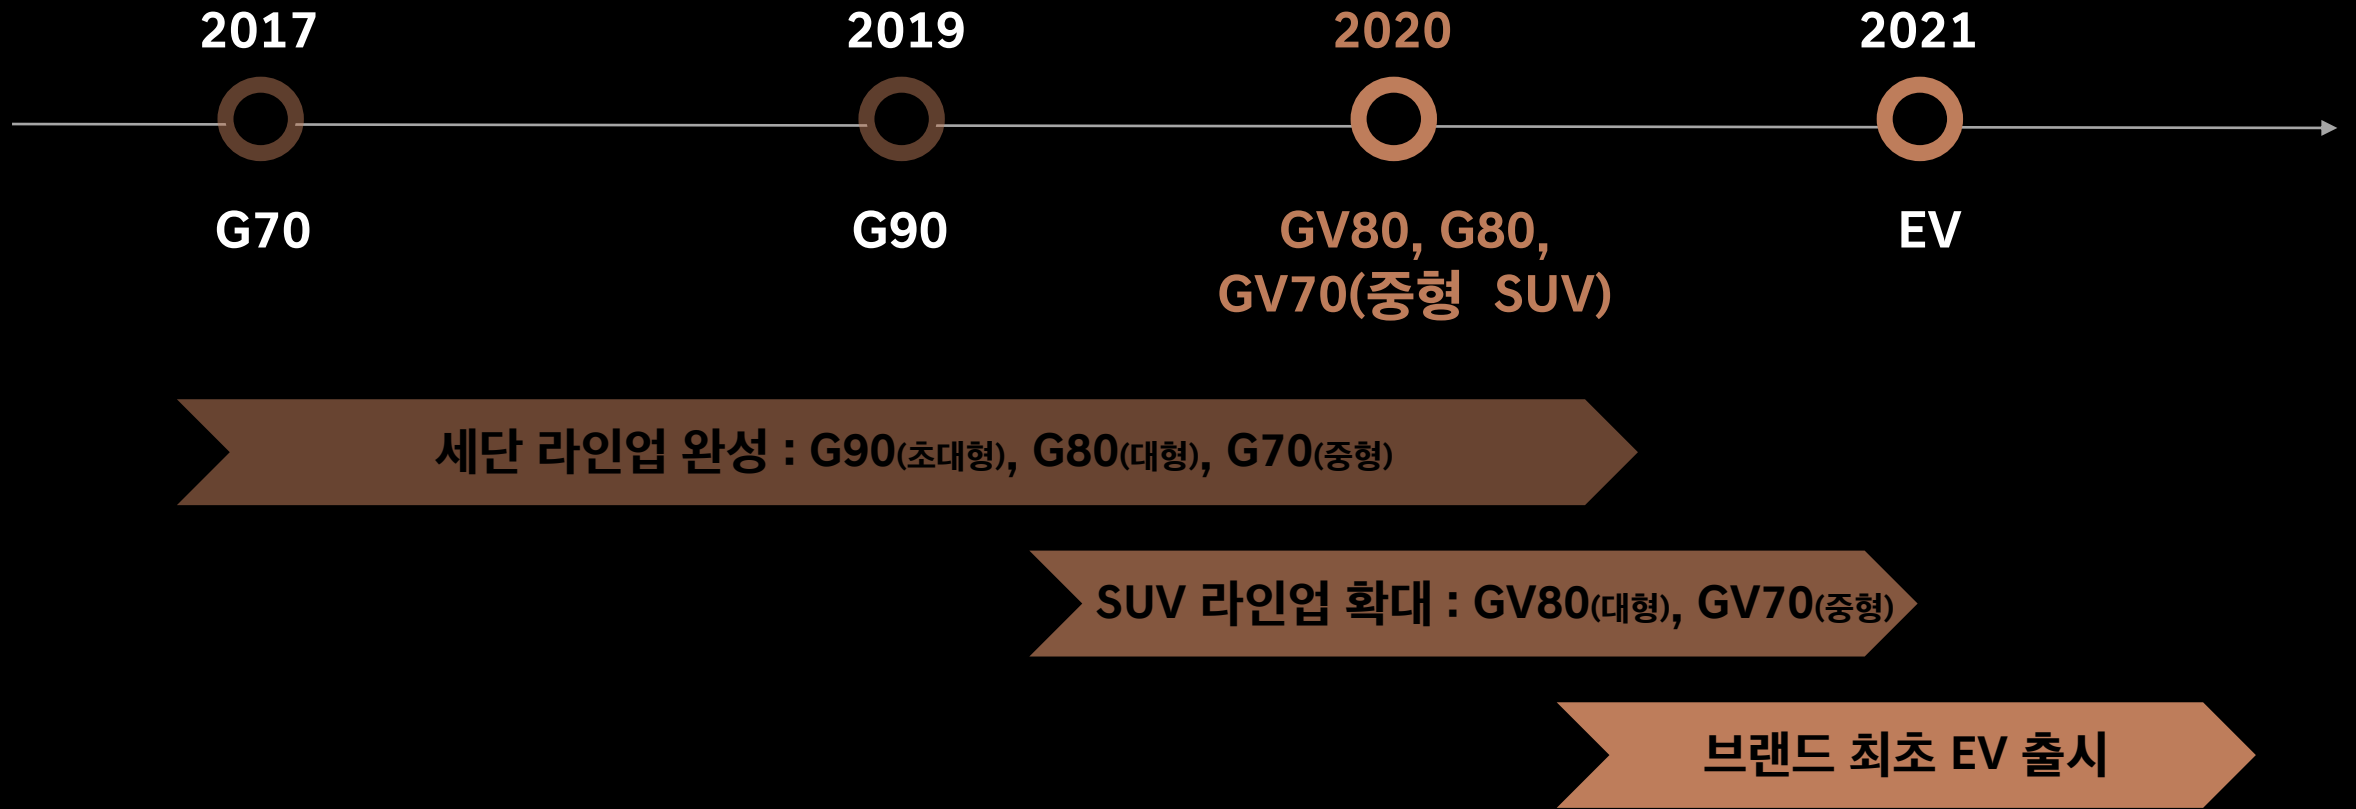 2017 2019 2020 2021
G70 G90 GV80, G80, EV
GV70(중형 SUV)
세단 라인업 완성 : G90(초대형), G80(대형), G70(중형)
SUV 라인업 확대 : GV80(대형), GV70(중형)
브랜드 최초 EV 출시